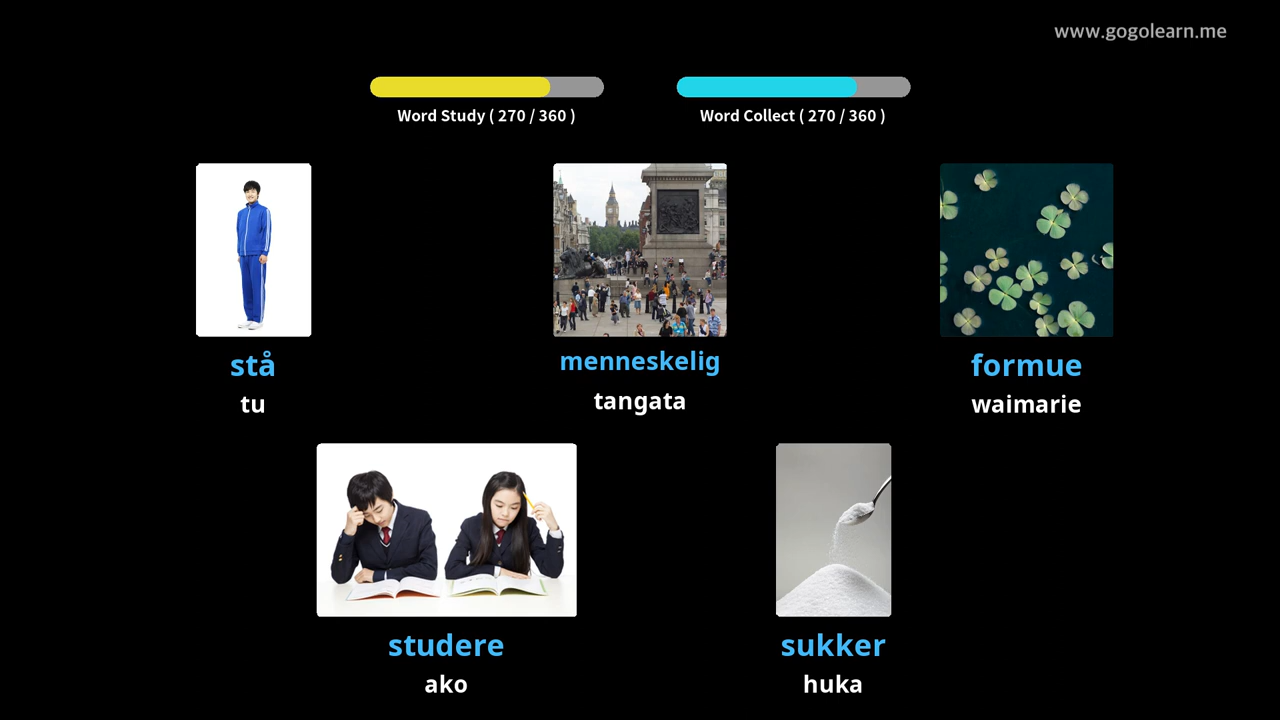 www.gogolearn.me
Word Study ( 270 / 360 )
Word Collect ( 270 / 360 )
stå
tu
menneskelig
tangata
formue
waimarie
studere
ako
sukker
huka